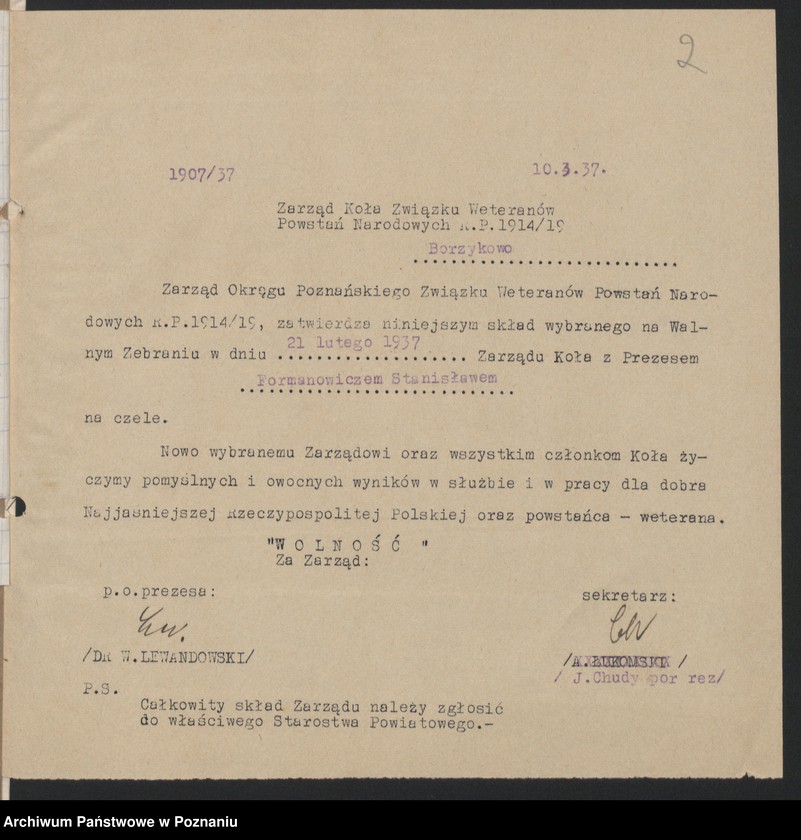 2
1907/37 10.3.37.
Zarząd Koła Związku Weteranów
Powstań Narodowych R.P.1914/19
Borzykowo
Zarząd Okręgu Poznańskiego Związku Weteranów Powstań Naro-
dowych R.P.1914/19, zatwierdza niniejszym skład wybranego na Wal-
nym Zebraniu w dniu 21 lutego 1937 Zarządu Koła z Prezesem
Formanowiczem Stanisławem
na czele.
Nowo wybranemu Zarządowi oraz wszystkim członkom Koła ży-
czymy pomyślnych i owocnych wyników w służbie i w pracy dla dobra
Najjaśniejszej Rzeczypospolitej Polskiej oraz powstańca - weterana.
"W O L N O Ś Ć "
Za Zarząd:
p.o.prezesa: sekretarz:
/DR W.LEWANDOWSKI/ /A.ŁUKOMSKI /
/ J.Chudy por rez/
P.S.
Całkowity skład Zarządu należy zgłosić
do właściwego Starostwa Powiatowego.-
Archiwum Państwowe w Poznaniu